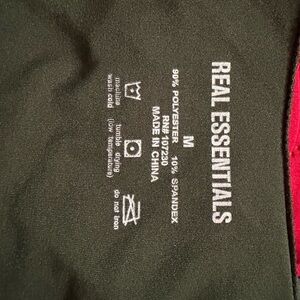 REAL ESSENTIALS
M
90% POLYESTER 10% SPANDEX
RN# 107230
MADE IN CHINA
machine
wash cold
tumble drying
(low temperature)
do not iron